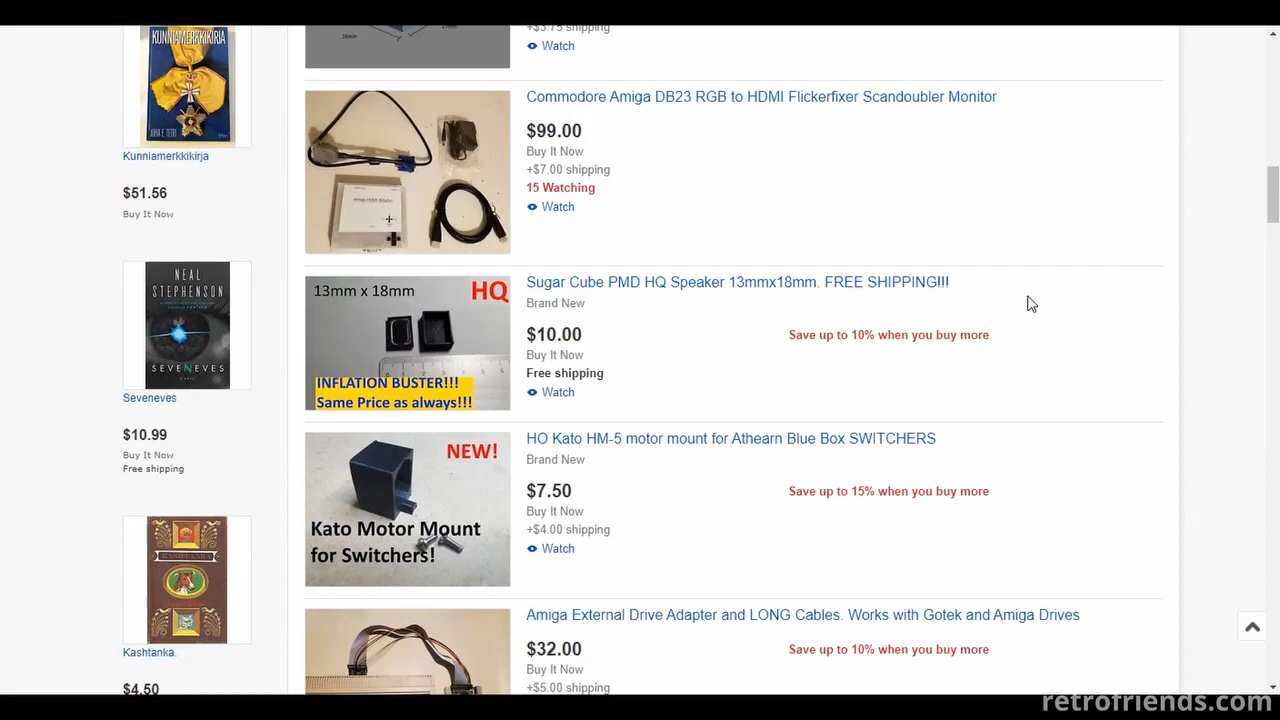 KUNNIAMERKKIKIRJA
Kunniamerkkikirja
$51.56
Buy It Now
NEAL
STEPHENSON
SEVENEVES
Seveneves
$10.99
Buy It Now
Free shipping
KASHTANKA
Kashtanka.
$4.50
+$3.75 shipping
Watch
Commodore Amiga DB23 RGB to HDMI Flickerfixer Scandoubler Monitor
$99.00
Buy It Now
+$7.00 shipping
15 Watching
Watch
Amiga HDMI Adapter
13mm x 18mm
HQ
INFLATION BUSTER!!!
Same Price as always!!!
Sugar Cube PMD HQ Speaker 13mmx18mm. FREE SHIPPING!!!
Brand New
$10.00
Save up to 10% when you buy more
Buy It Now
Free shipping
Watch
NEW!
Kato Motor Mount
for Switchers!
HO Kato HM-5 motor mount for Athearn Blue Box SWITCHERS
Brand New
$7.50
Save up to 15% when you buy more
Buy It Now
+$4.00 shipping
Watch
Amiga External Drive Adapter and LONG Cables. Works with Gotek and Amiga Drives
$32.00
Save up to 10% when you buy more
Buy It Now
+$5.00 shipping
retrofriends.com